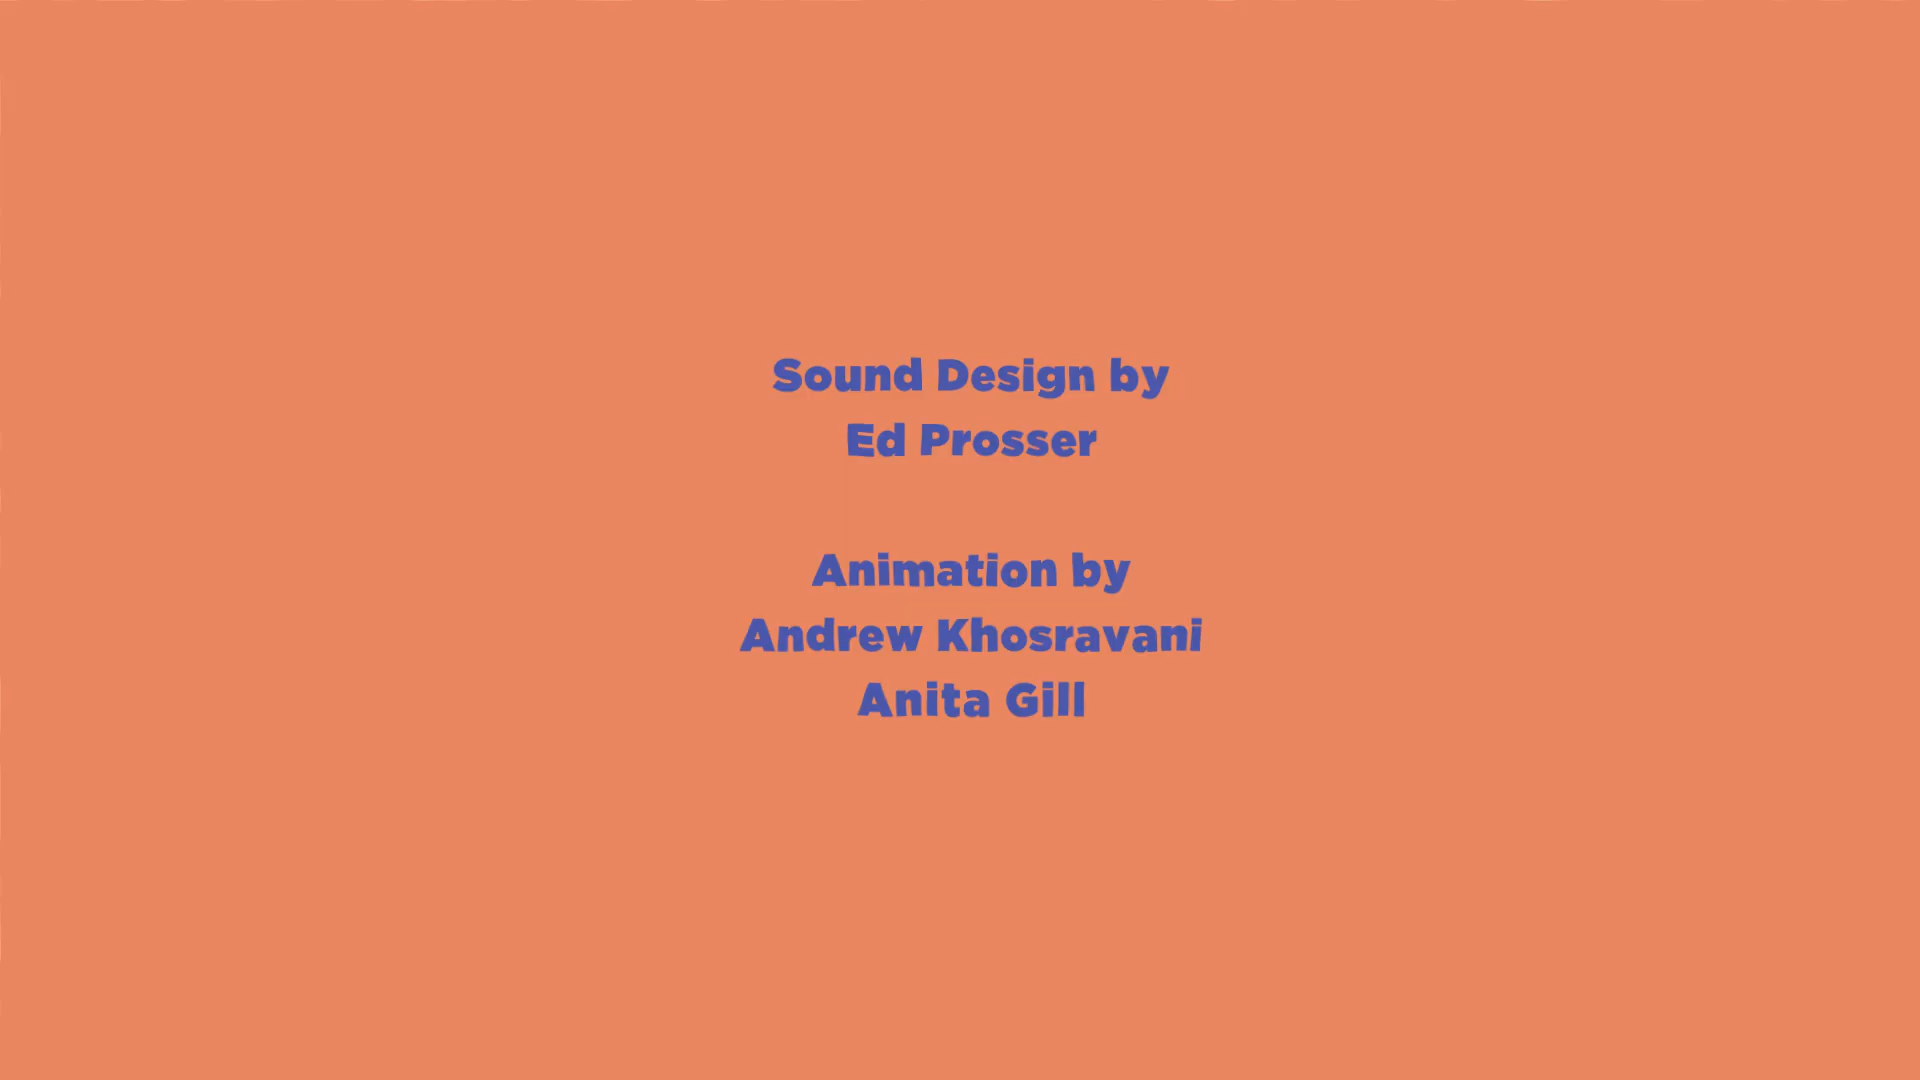 Sound Design by
Ed Prosser
Animation by
Andrew Khosravani
Anita Gill